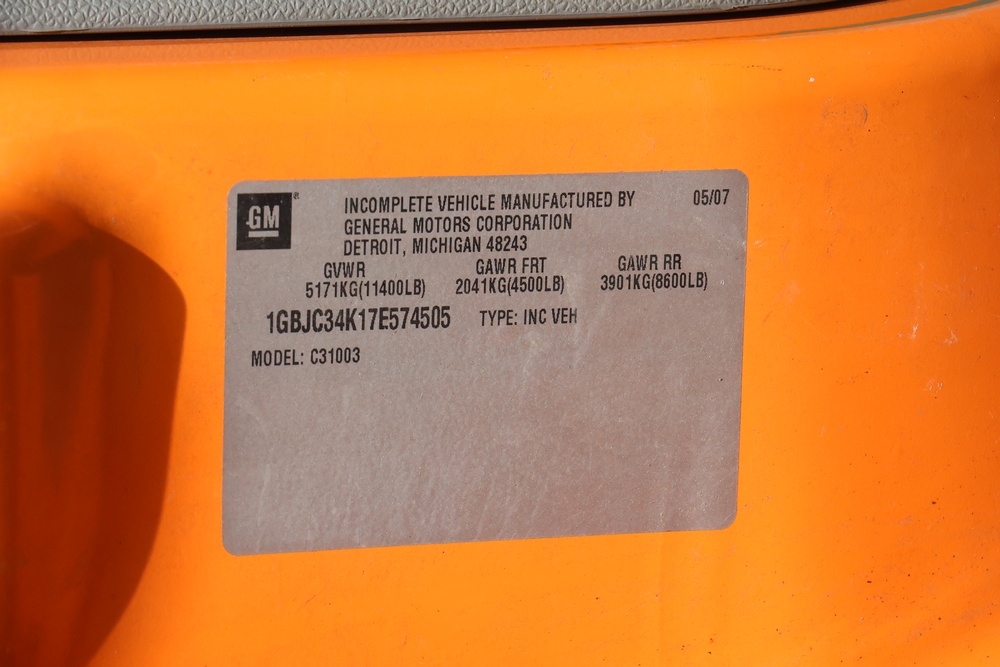 GM®
INCOMPLETE VEHICLE MANUFACTURED BY 05/07
GENERAL MOTORS CORPORATION
DETROIT, MICHIGAN 48243
GVWR GAWR FRT GAWR RR
5171KG(11400LB) 2041KG(4500LB) 3901KG(8600LB)
1GBJC34K17E574505 TYPE: INC VEH
MODEL: C31003